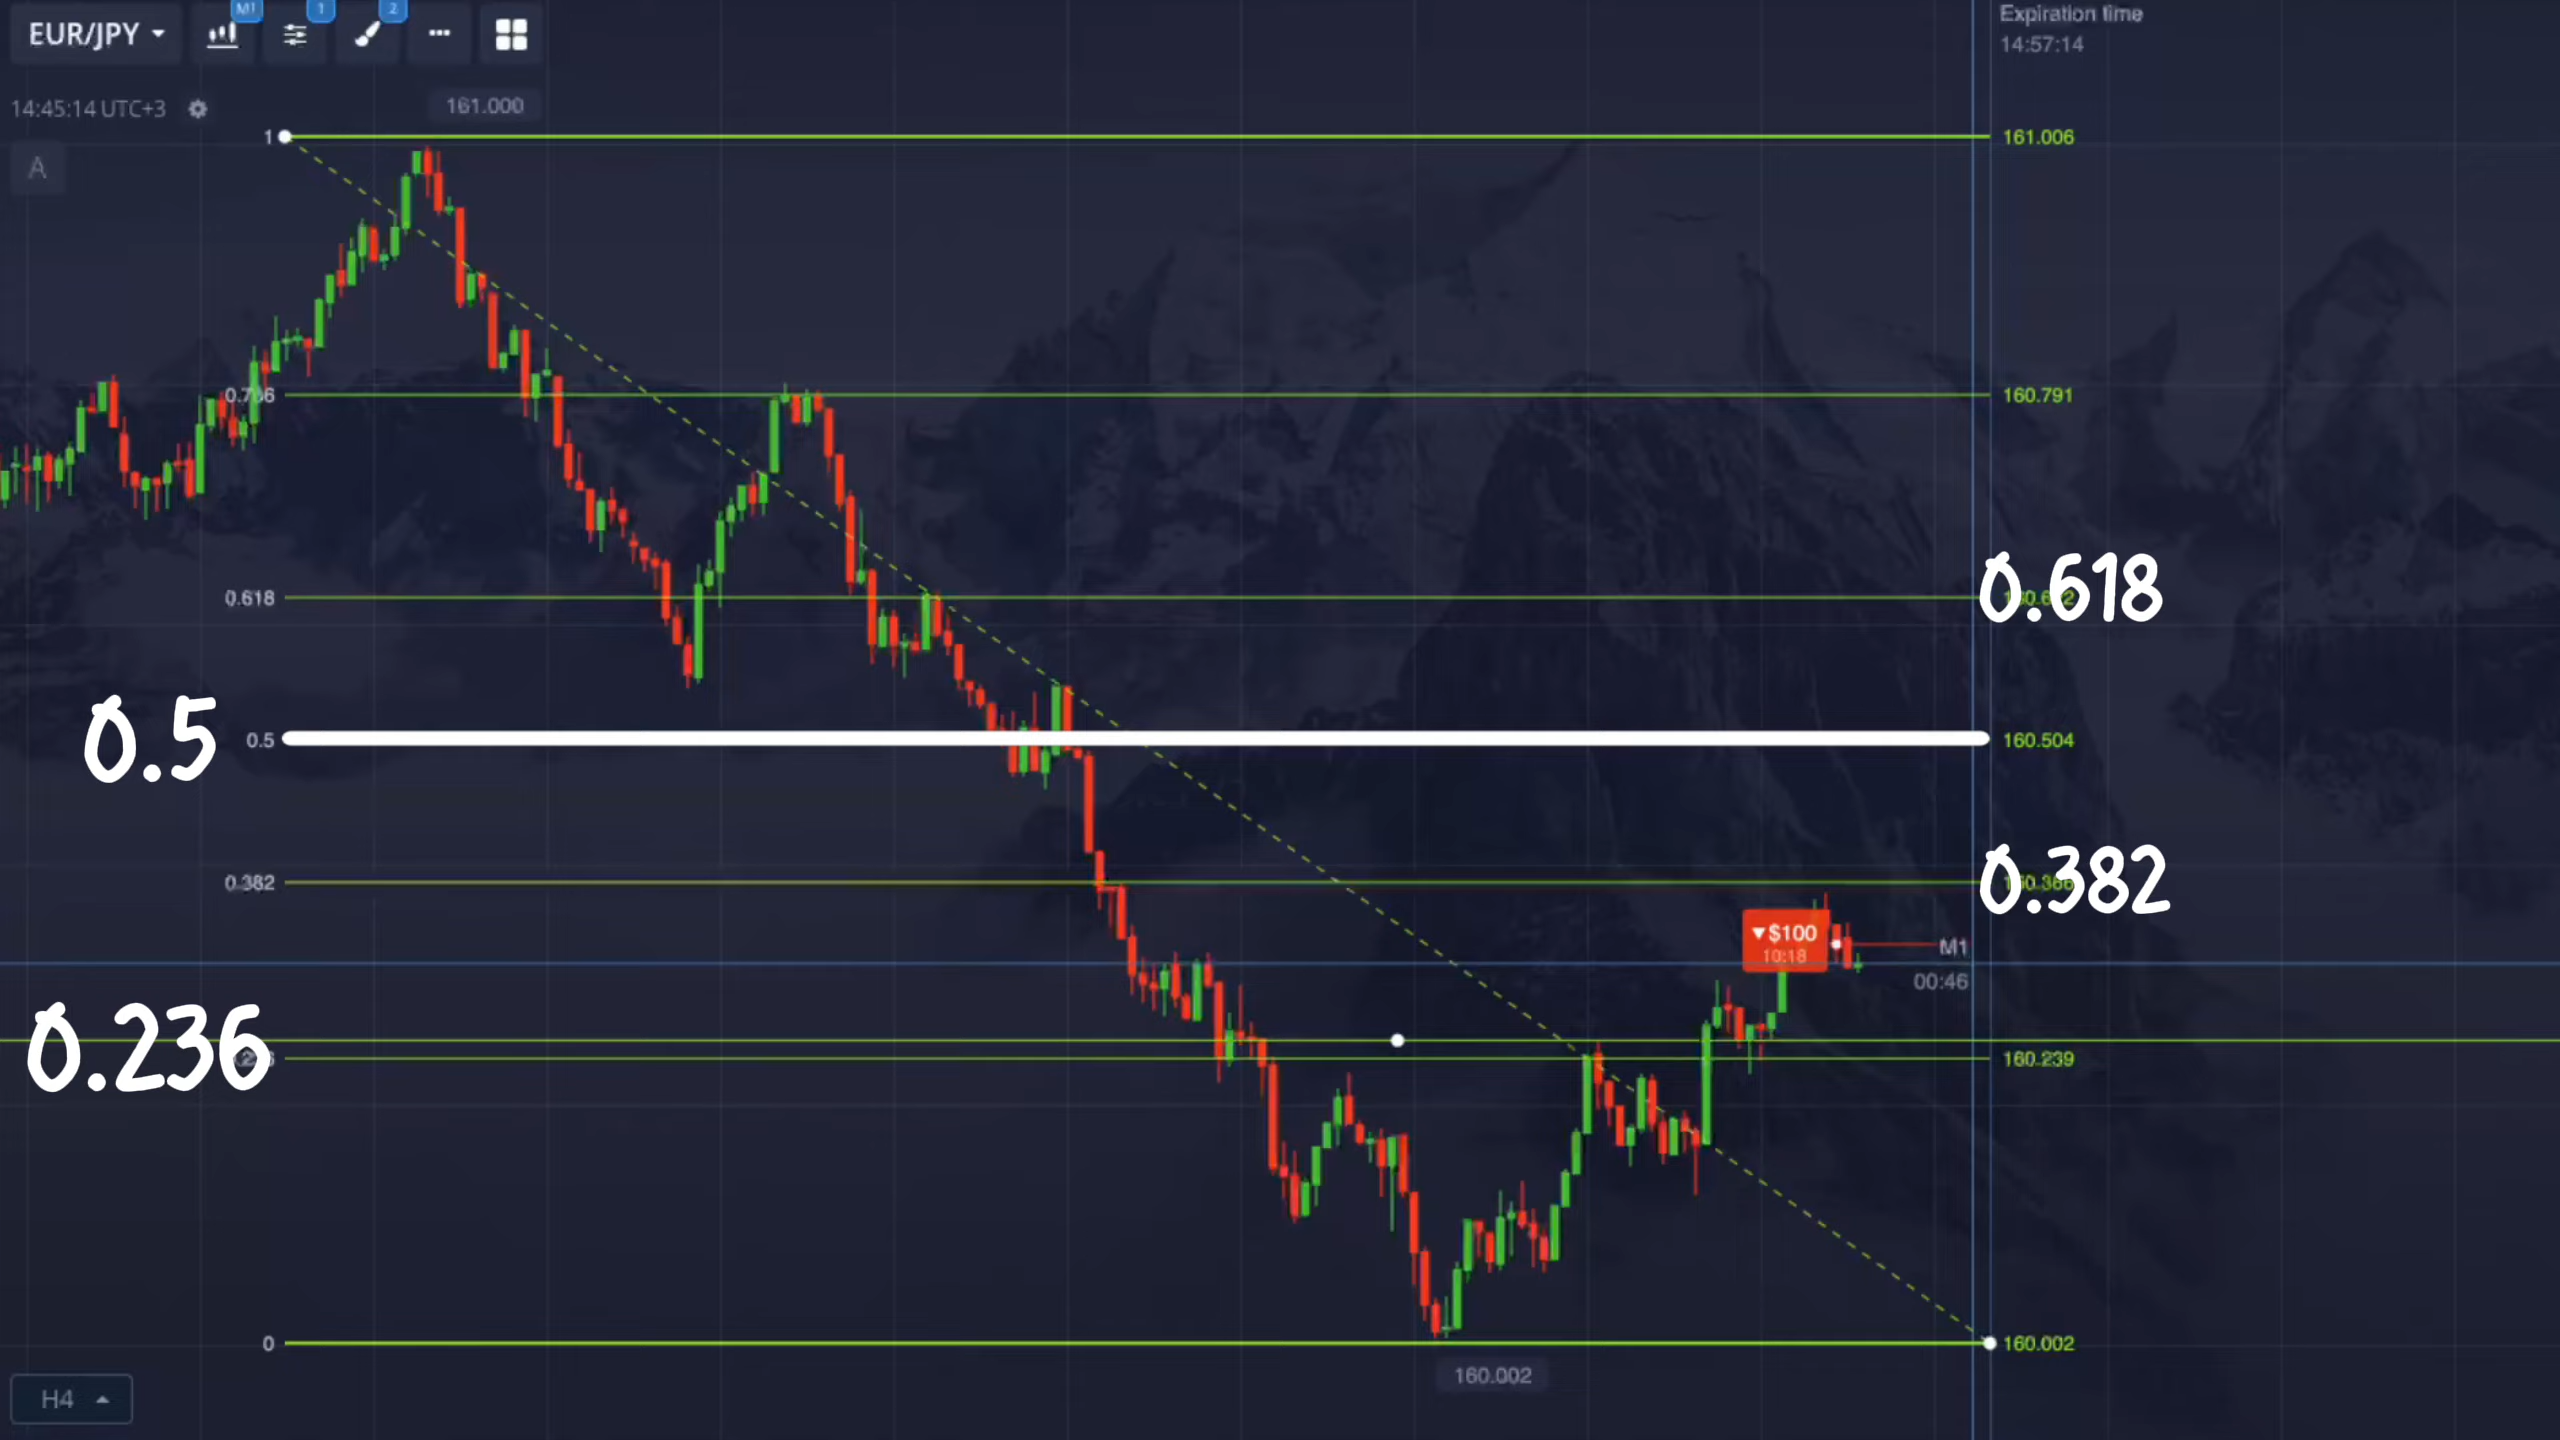 M1 1 2
EUR/JPY
Expiration time
14:57:14
14:45:14 UTC+3
161.000
1 161.006
A
160.791
0.618 0.618
0.5 0.5 160.504
0.382 0.382
▼$100
10:18
M1
00:46
0.236 160.239
0 160.002
160.002
H4